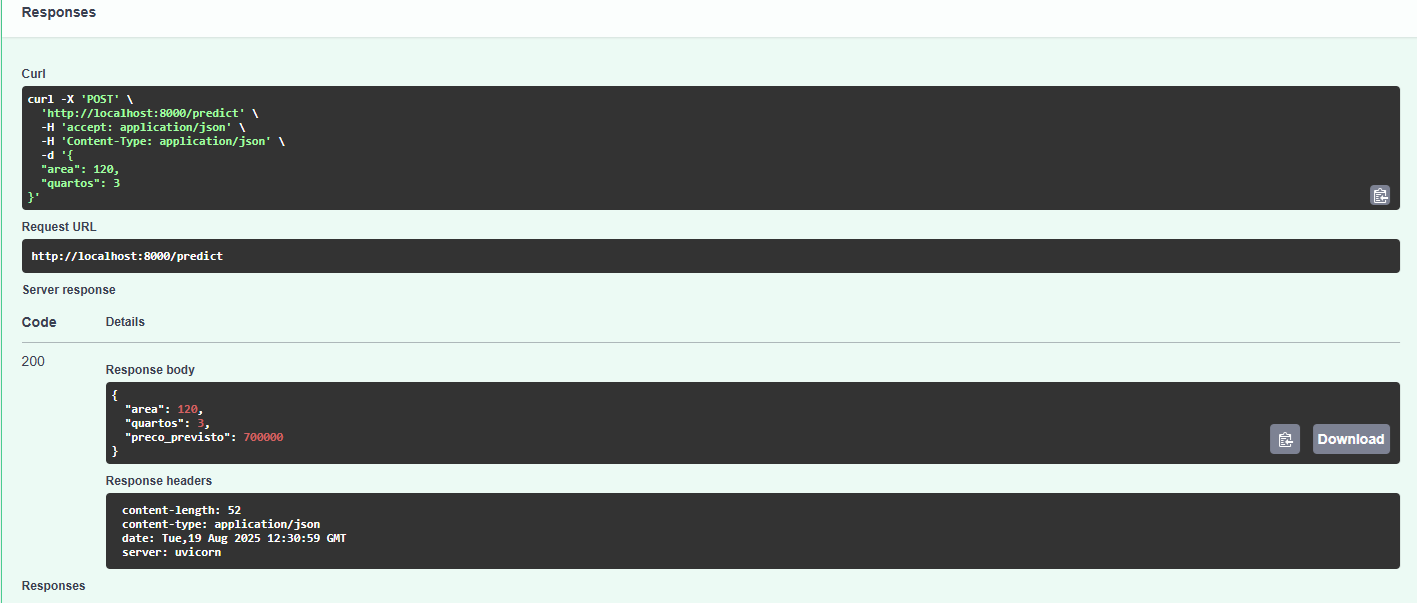 Responses
Curl
curl -X 'POST' \
  'http://localhost:8000/predict' \
  -H 'accept: application/json' \
  -H 'Content-Type: application/json' \
  -d '{
  "area": 120,
  "quartos": 3
}'
Request URL
http://localhost:8000/predict
Server response
Code Details
200
Response body
{
  "area": 120,
  "quartos": 3,
  "preco_previsto": 700000
}
Download
Response headers
content-length: 52
content-type: application/json
date: Tue,19 Aug 2025 12:30:59 GMT
server: uvicorn
Responses